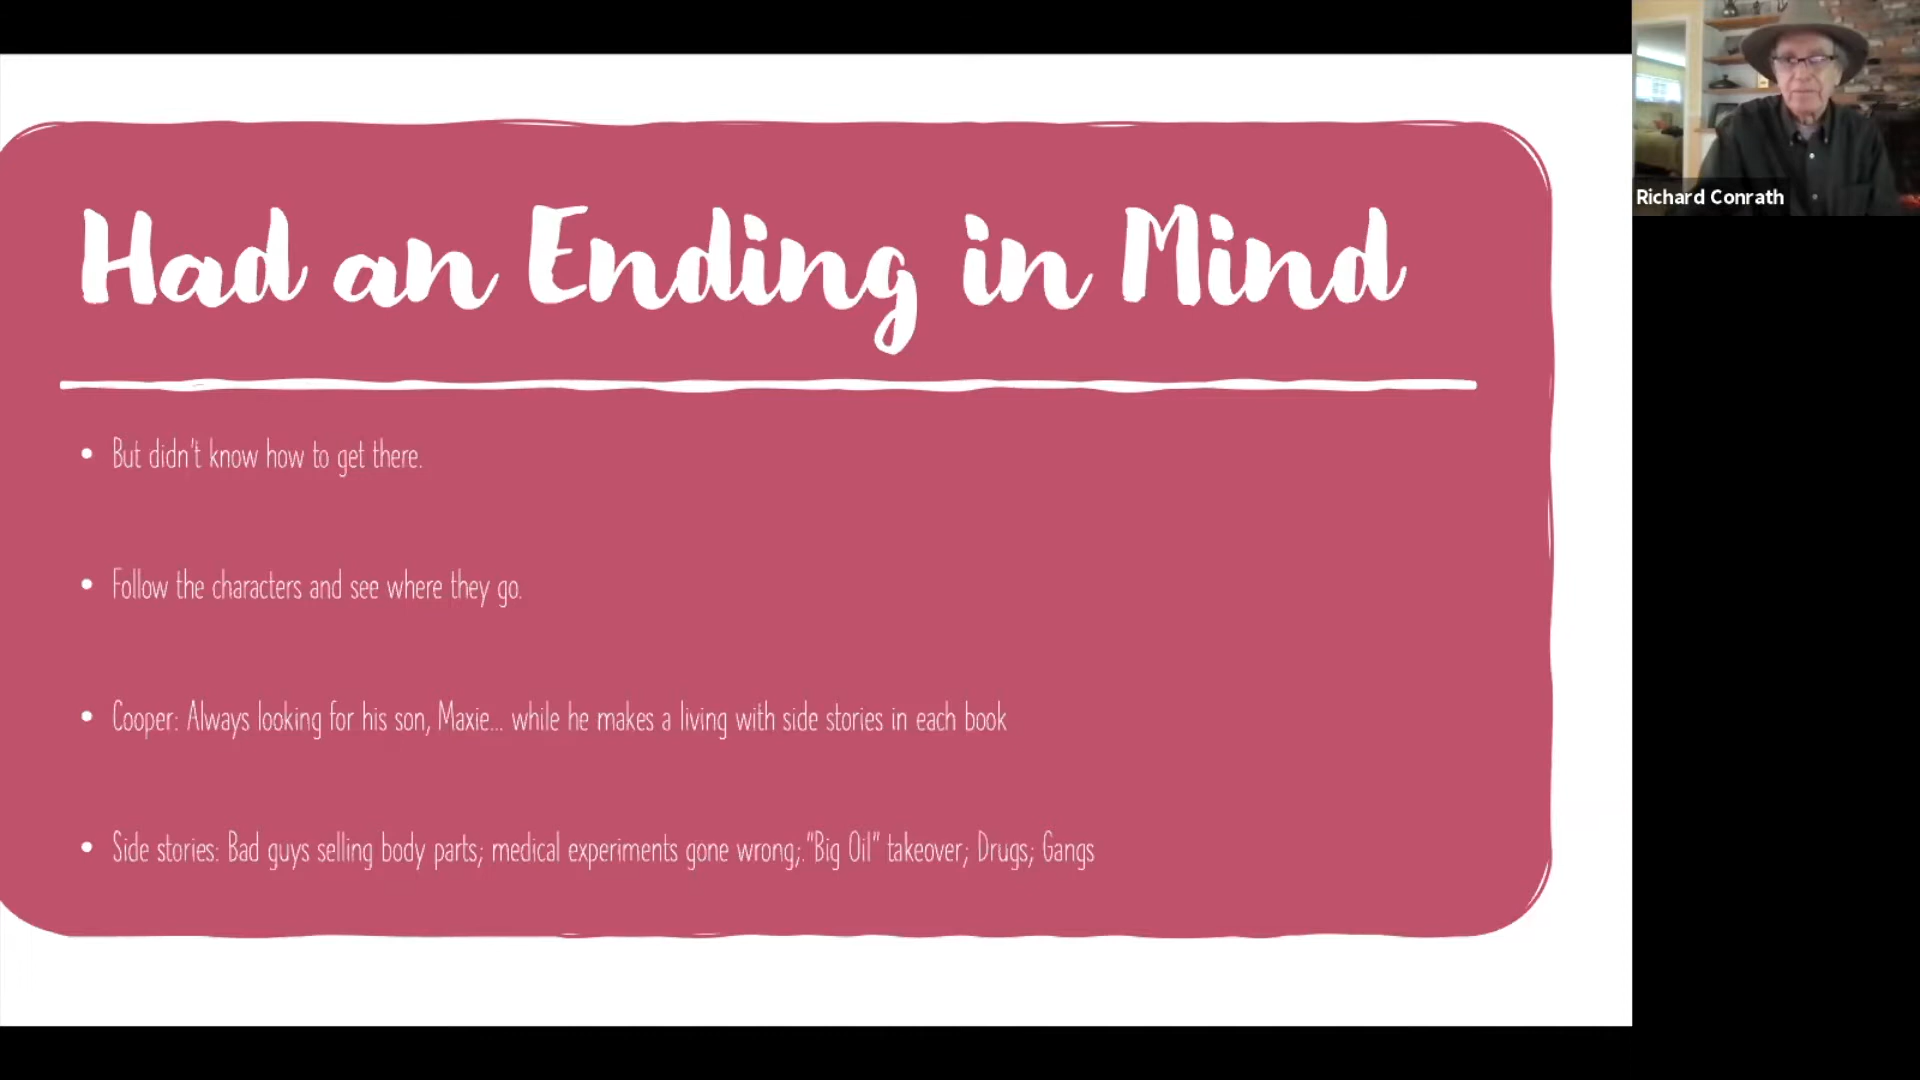 Had an Ending in Mind
• But didn't know how to get there.
• Follow the characters and see where they go.
• Cooper: Always looking for his son, Maxie... while he makes a living with side stories in each book
• Side stories: Bad guys selling body parts; medical experiments gone wrong;."Big Oil" takeover; Drugs; Gangs
Richard Conrath